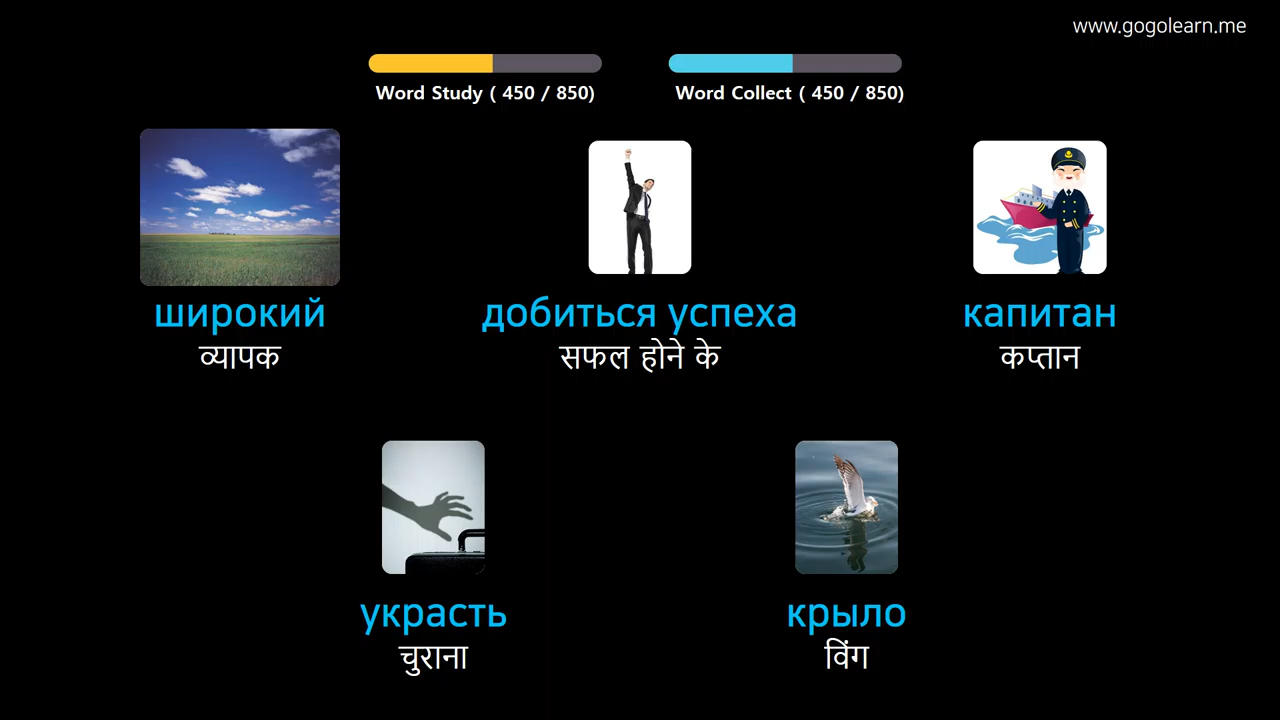 www.gogolearn.me
Word Study ( 450 / 850)
Word Collect ( 450 / 850)
широкий
व्यापक
добиться успеха
सफल होने के
капитан
कप्तान
украсть
चुराना
крыло
विंग